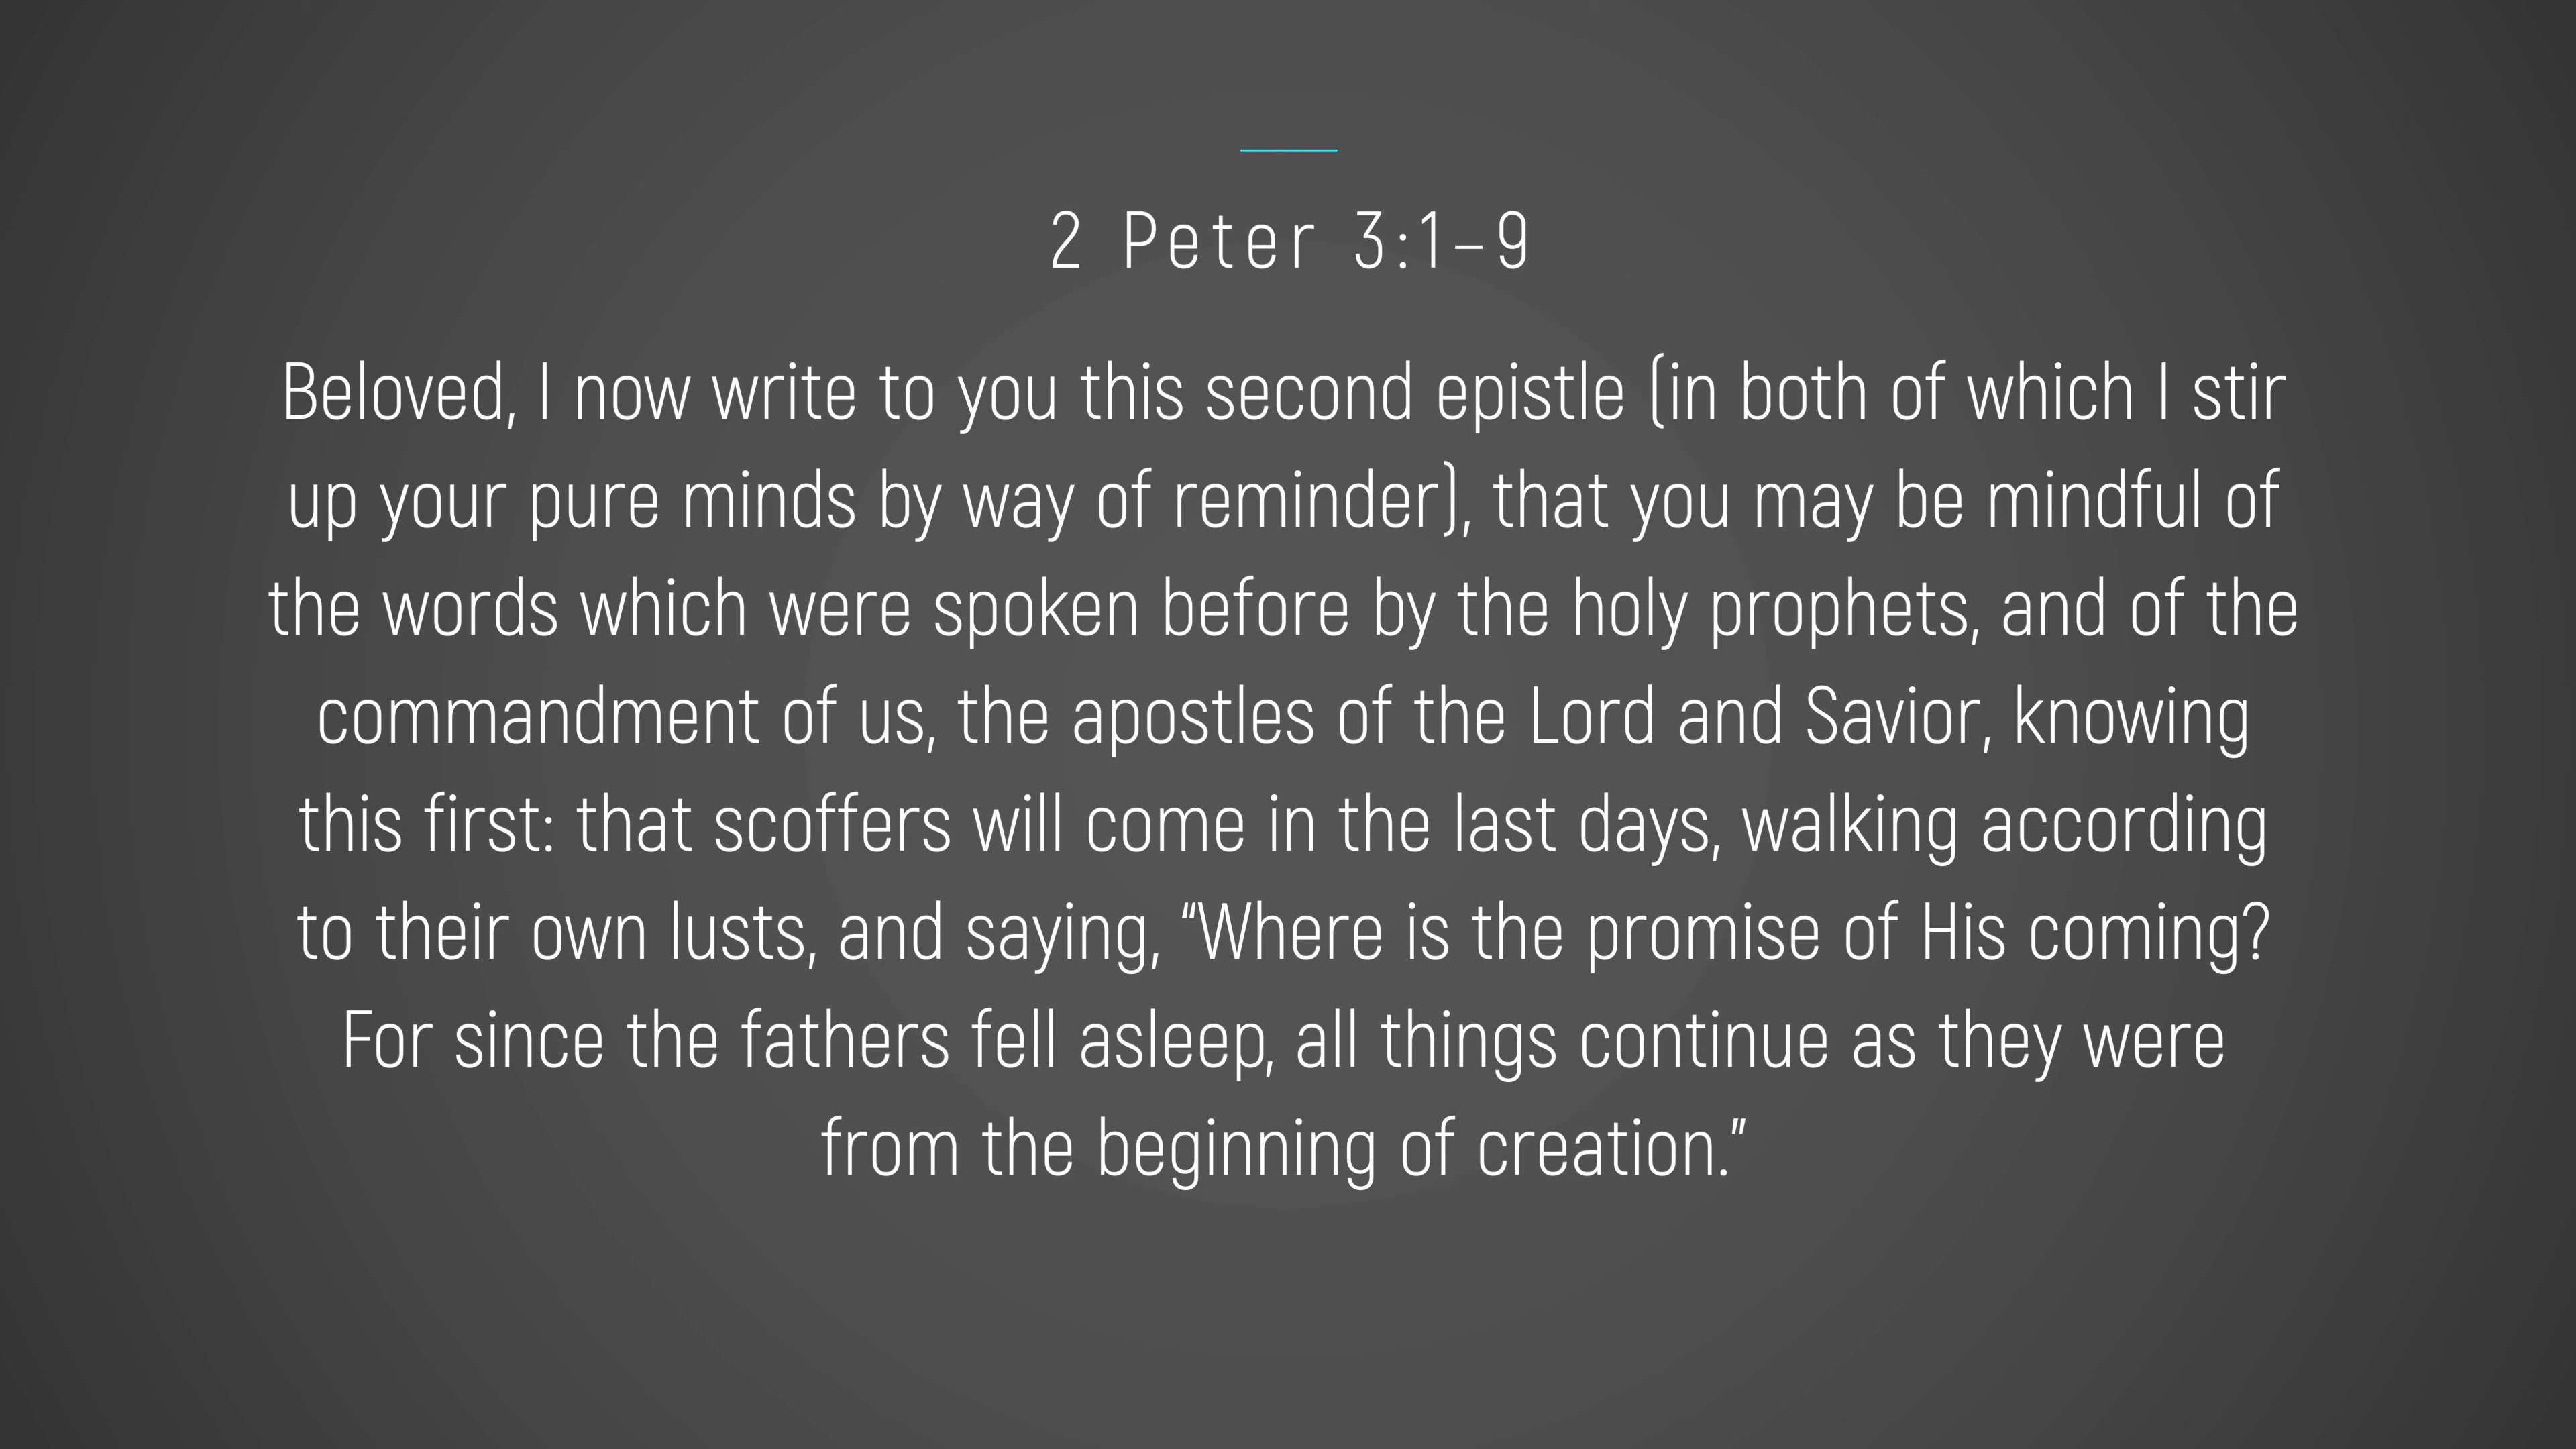 2 Peter 3:1–9
Beloved, I now write to you this second epistle (in both of which I stir
up your pure minds by way of reminder), that you may be mindful of
the words which were spoken before by the holy prophets, and of the
commandment of us, the apostles of the Lord and Savior, knowing
this first: that scoffers will come in the last days, walking according
to their own lusts, and saying, “Where is the promise of His coming?
For since the fathers fell asleep, all things continue as they were
from the beginning of creation.”